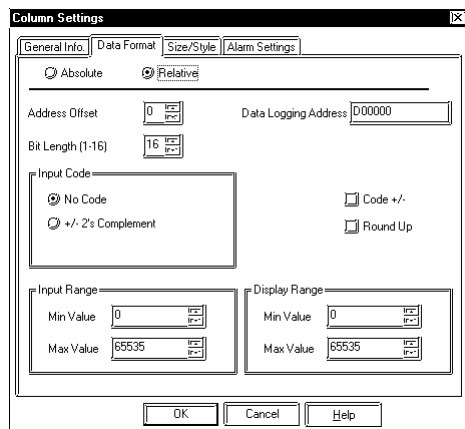 Column Settings
General Info. Data Format Size/Style Alarm Settings
Absolute Relative
Address Offset 0 Data Logging Address D00000
Bit Length (1-16) 16
Input Code
No Code
+/- 2's Complement
Code +/-
Round Up
Input Range
Min Value 0
Max Value 65535
Display Range
Min Value 0
Max Value 65535
OK Cancel Help